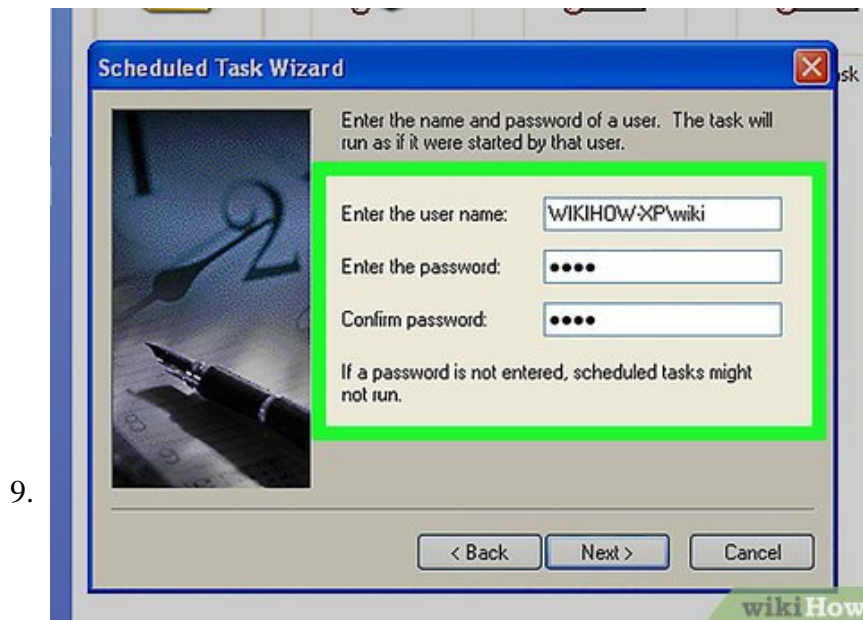 Scheduled Task Wizard
sk
Enter the name and password of a user. The task will
run as if it were started by that user.
Enter the user name: WIKIHOW-XP\wiki
Enter the password: ••••
Confirm password: ••••
If a password is not entered, scheduled tasks might
not run.
9.
< Back Next > Cancel
wikiHow